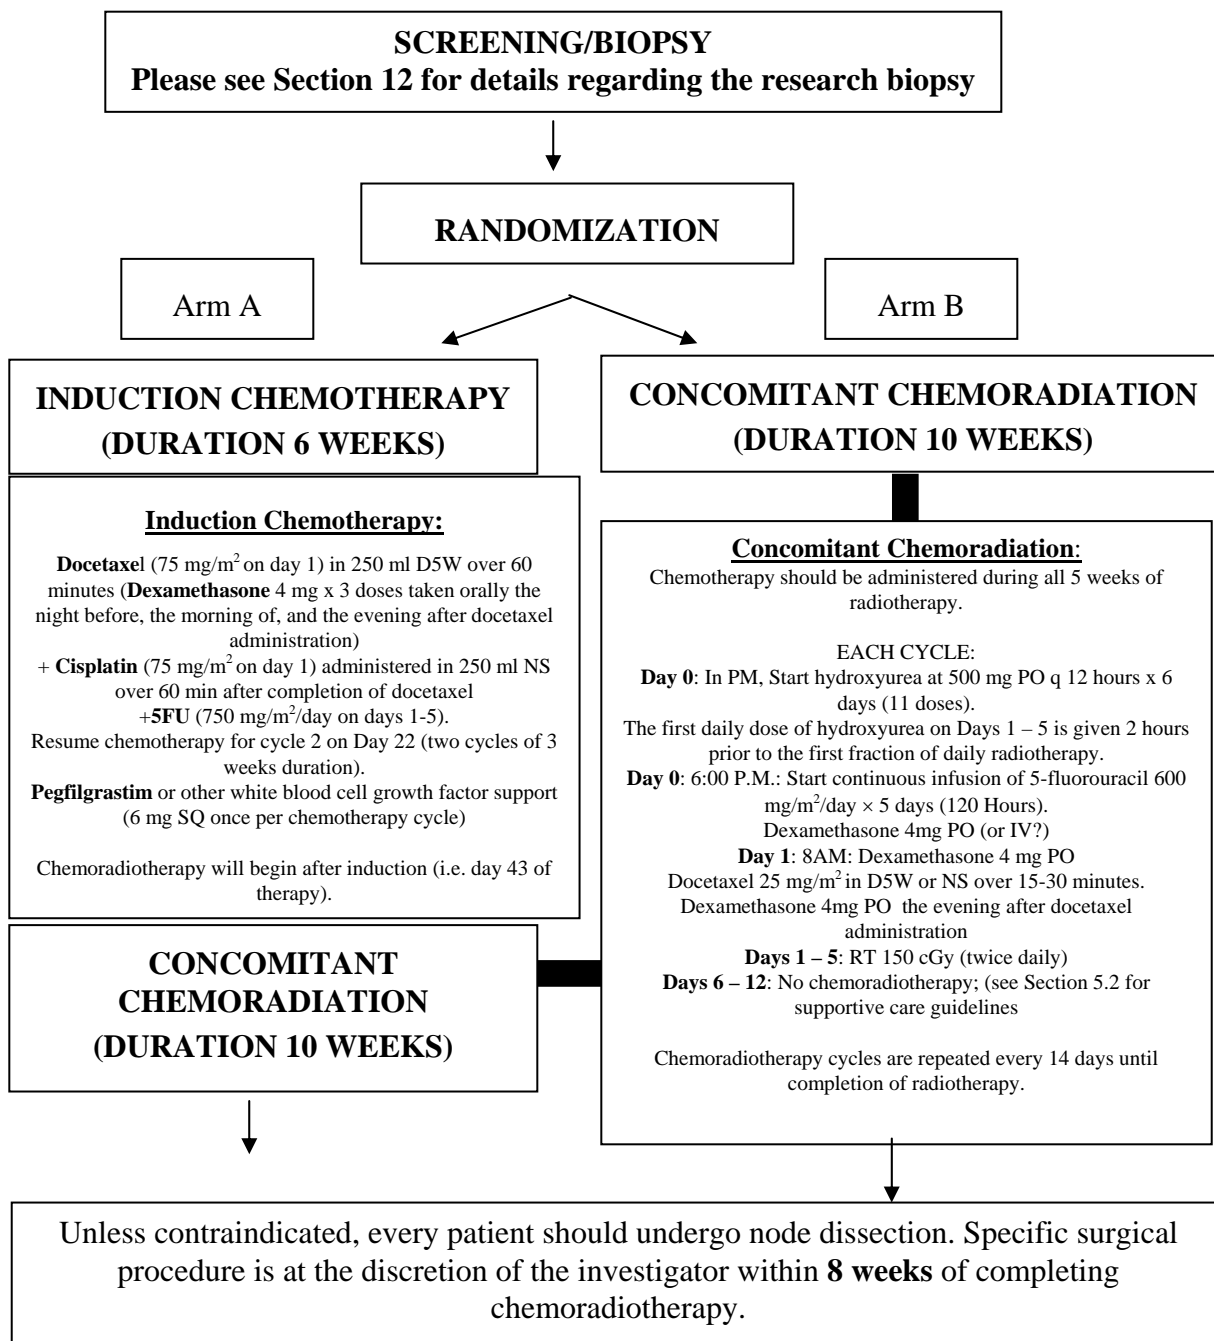 SCREENING/BIOPSY
Please see Section 12 for details regarding the research biopsy
RANDOMIZATION
Arm A
Arm B
INDUCTION CHEMOTHERAPY
(DURATION 6 WEEKS)
CONCOMITANT CHEMORADIATION
(DURATION 10 WEEKS)
Induction Chemotherapy:
Docetaxel (75 mg/m² on day 1) in 250 ml D5W over 60
minutes (Dexamethasone 4 mg x 3 doses taken orally the
night before, the morning of, and the evening after docetaxel
administration)
+ Cisplatin (75 mg/m² on day 1) administered in 250 ml NS
over 60 min after completion of docetaxel
+5FU (750 mg/m²/day on days 1-5).
Resume chemotherapy for cycle 2 on Day 22 (two cycles of 3
weeks duration).
Pegfilgrastim or other white blood cell growth factor support
(6 mg SQ once per chemotherapy cycle)
Chemoradiotherapy will begin after induction (i.e. day 43 of
therapy).
CONCOMITANT
CHEMORADIATION
(DURATION 10 WEEKS)
Concomitant Chemoradiation:
Chemotherapy should be administered during all 5 weeks of
radiotherapy.
EACH CYCLE:
Day 0: In PM, Start hydroxyurea at 500 mg PO q 12 hours x 6
days (11 doses).
The first daily dose of hydroxyurea on Days 1 – 5 is given 2 hours
prior to the first fraction of daily radiotherapy.
Day 0: 6:00 P.M.: Start continuous infusion of 5-fluorouracil 600
mg/m²/day × 5 days (120 Hours).
Dexamethasone 4mg PO (or IV?)
Day 1: 8AM: Dexamethasone 4 mg PO
Docetaxel 25 mg/m² in D5W or NS over 15-30 minutes.
Dexamethasone 4mg PO the evening after docetaxel
administration
Days 1 – 5: RT 150 cGy (twice daily)
Days 6 – 12: No chemoradiotherapy; (see Section 5.2 for
supportive care guidelines
Chemoradiotherapy cycles are repeated every 14 days until
completion of radiotherapy.
Unless contraindicated, every patient should undergo node dissection. Specific surgical
procedure is at the discretion of the investigator within 8 weeks of completing
chemoradiotherapy.